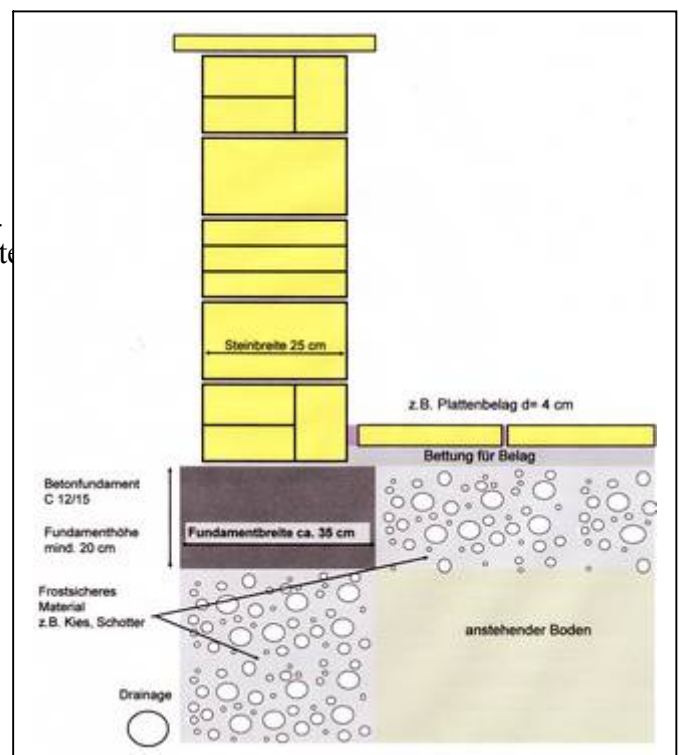 Steinbreite 25 cm
z.B. Plattenbelag d= 4 cm
Bettung für Belag
Betonfundament
C 12/15
Fundamenthöhe
mind. 20 cm
Fundamentbreite ca. 35 cm
Frostsicheres
Material
z.B. Kies, Schotter
anstehender Boden
Drainage